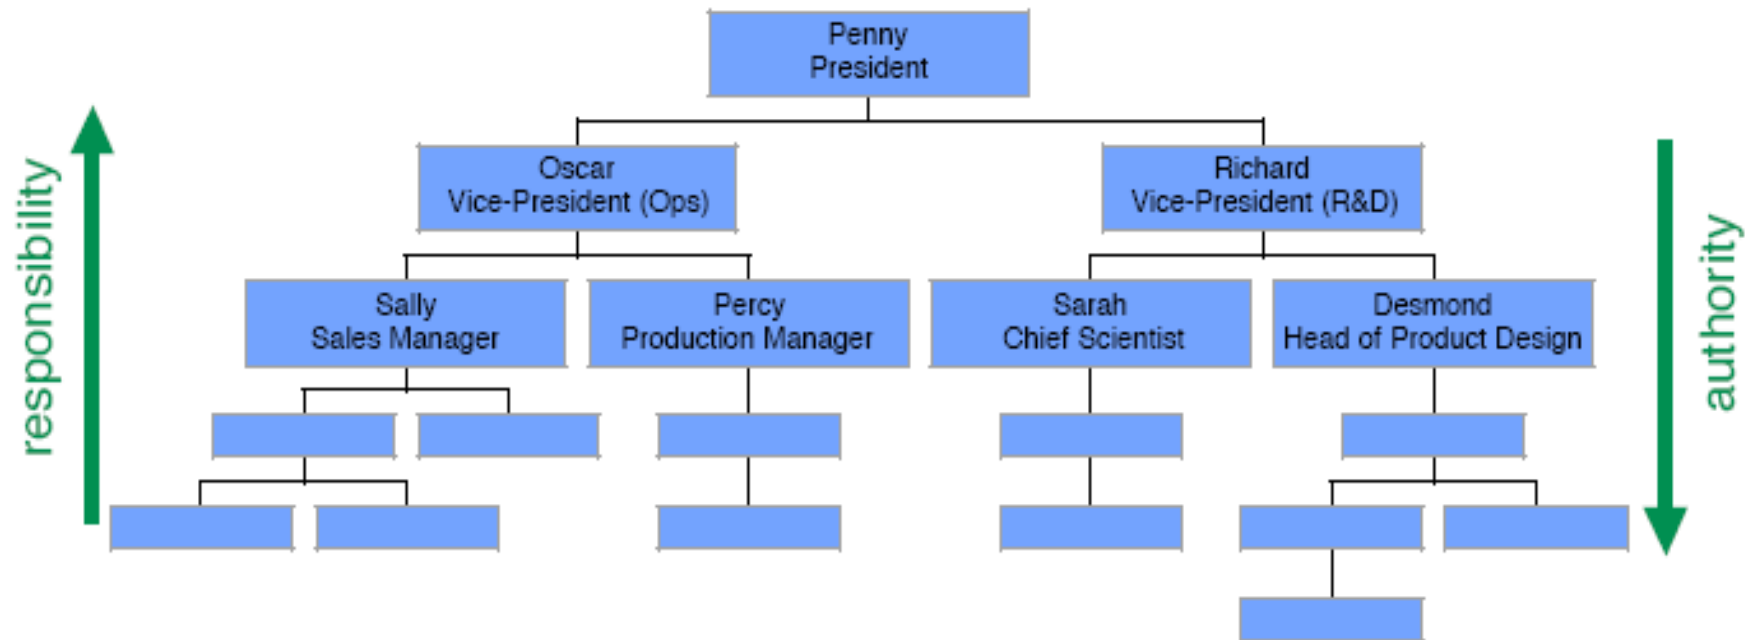 Penny
President
Oscar
Vice-President (Ops)
Richard
Vice-President (R&D)
Sally
Sales Manager
Percy
Production Manager
Sarah
Chief Scientist
Desmond
Head of Product Design
responsibility
authority